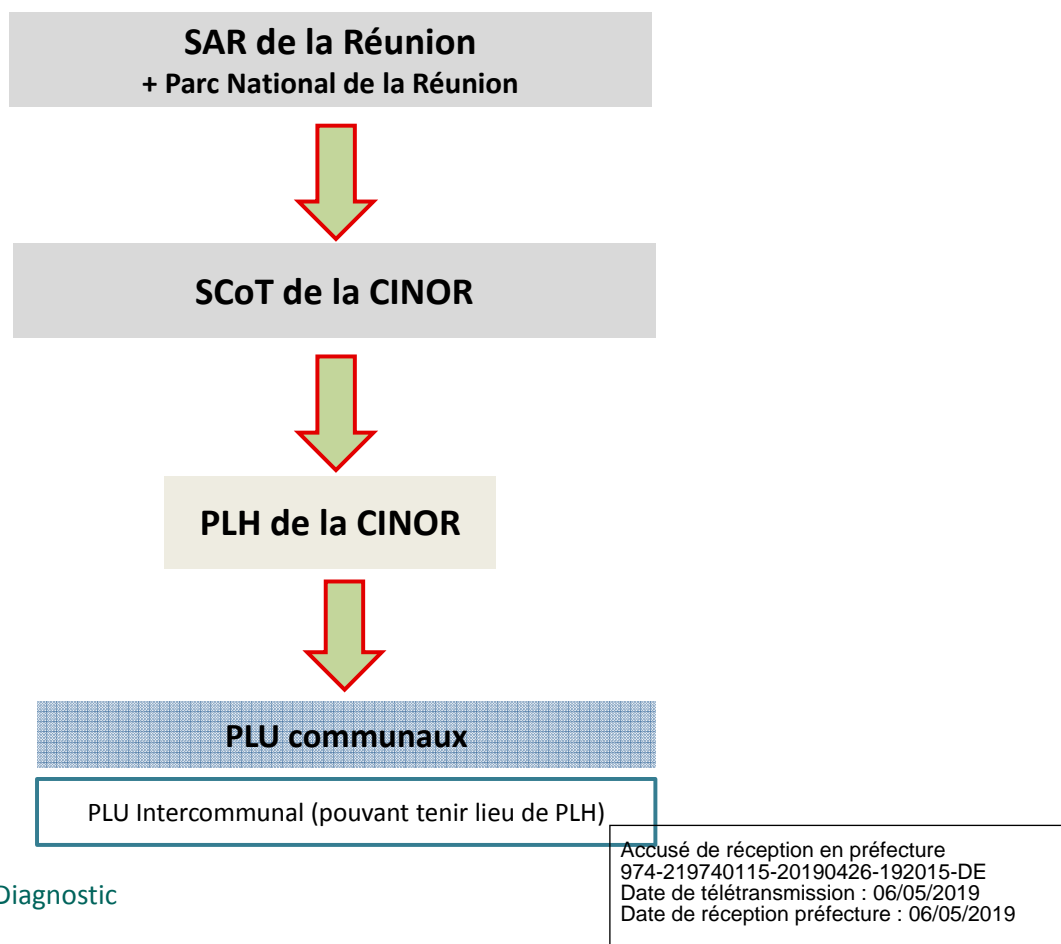 SAR de la Réunion
+ Parc National de la Réunion
SCoT de la CINOR
PLH de la CINOR
PLU communaux
PLU Intercommunal (pouvant tenir lieu de PLH)
Diagnostic
Accusé de réception en préfecture
974-219740115-20190426-192015-DE
Date de télétransmission : 06/05/2019
Date de réception préfecture : 06/05/2019